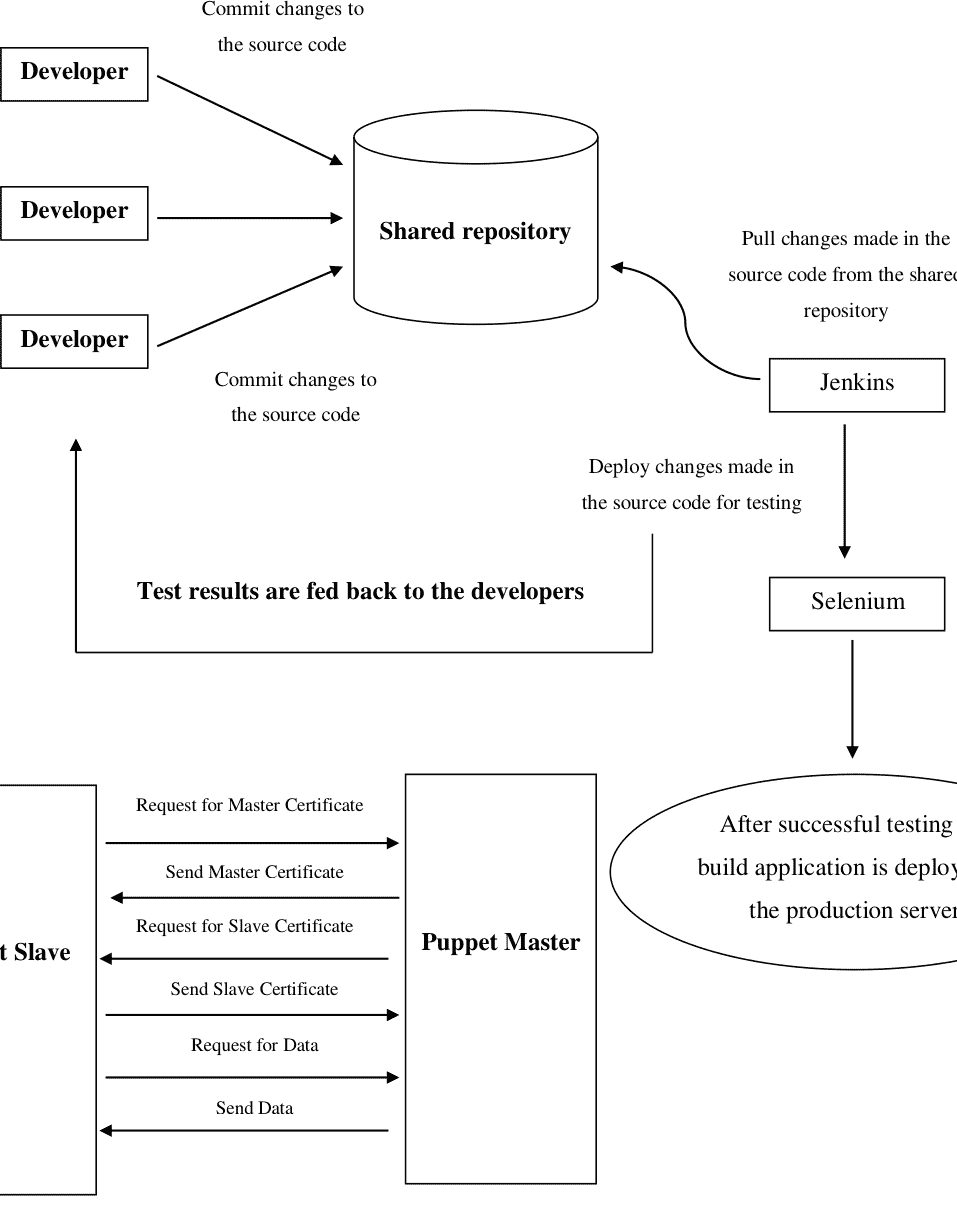 Commit changes to
the source code
Developer
Developer
Shared repository
Pull changes made in the
source code from the shared
repository
Developer
Commit changes to
the source code
Jenkins
Deploy changes made in
the source code for testing
Test results are fed back to the developers
Selenium
Request for Master Certificate
Send Master Certificate
Request for Slave Certificate
Send Slave Certificate
Request for Data
Send Data
t Slave
Puppet Master
After successful testing
build application is deploy
the production server